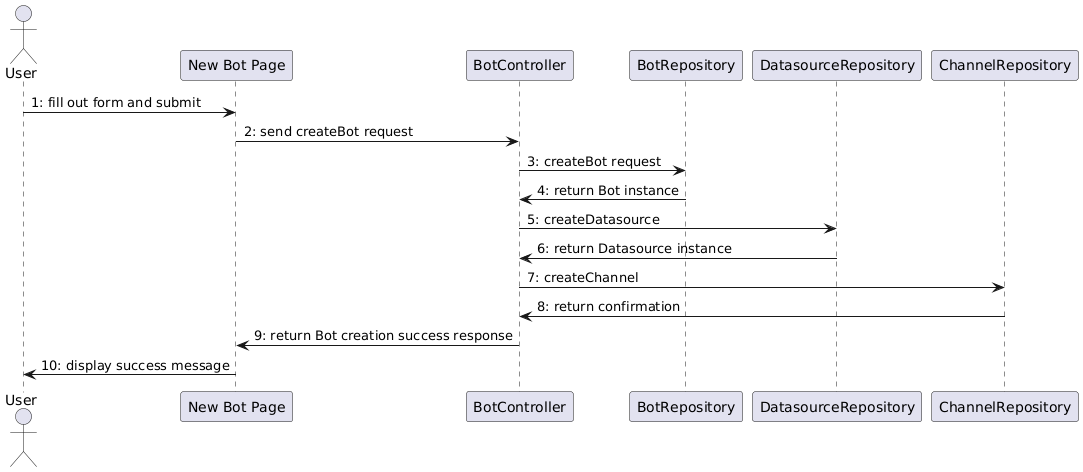 User
New Bot Page
BotController
BotRepository
DatasourceRepository
ChannelRepository
1: fill out form and submit
2: send createBot request
3: createBot request
4: return Bot instance
5: createDatasource
6: return Datasource instance
7: createChannel
8: return confirmation
9: return Bot creation success response
10: display success message
User
New Bot Page
BotController
BotRepository
DatasourceRepository
ChannelRepository